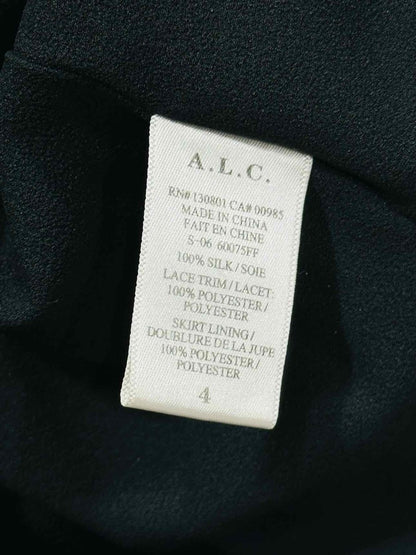 A.L.C.
RN# 130801 CA# 00985
MADE IN CHINA
FAIT EN CHINE
S-06 60075FF
100% SILK / SOIE
LACE TRIM / LACET:
100% POLYESTER /
POLYESTER
SKIRT LINING /
DOUBLURE DE LA JUPE
100% POLYESTER /
POLYESTER
4